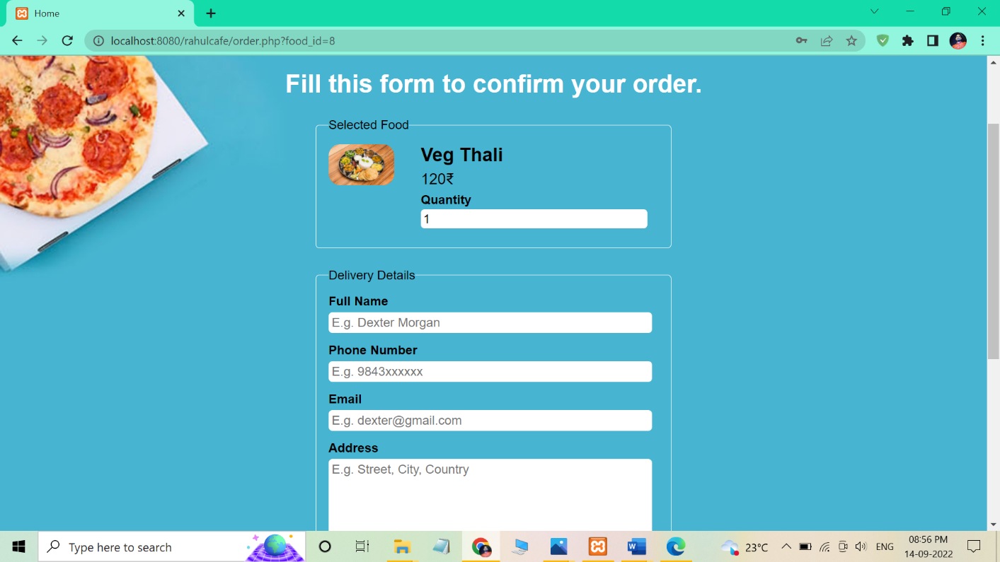 Home
localhost:8080/rahulcafe/order.php?food_id=8
Fill this form to confirm your order.
Selected Food
Veg Thali
120₹
Quantity
1
Delivery Details
Full Name
E.g. Dexter Morgan
Phone Number
E.g. 9843xxxxxx
Email
E.g. dexter@gmail.com
Address
E.g. Street, City, Country
Type here to search
23°C
ENG
08:56 PM
14-09-2022